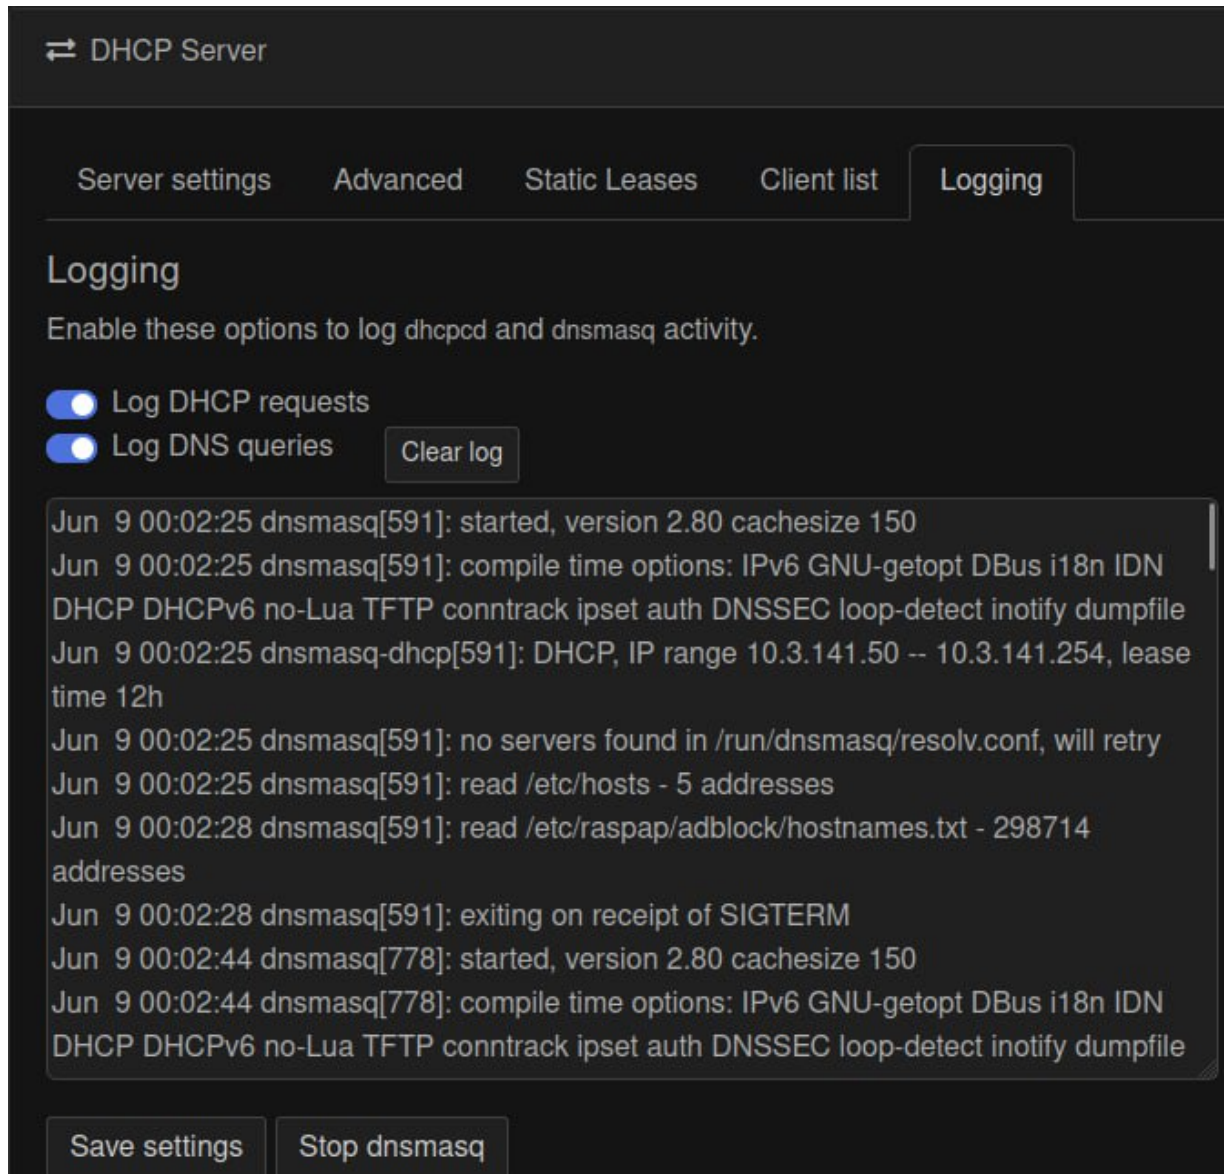 DHCP Server
Server settings Advanced Static Leases Client list Logging
Logging
Enable these options to log dhcpcd and dnsmasq activity.
Log DHCP requests
Log DNS queries Clear log
Jun  9 00:02:25 dnsmasq[591]: started, version 2.80 cachesize 150
Jun  9 00:02:25 dnsmasq[591]: compile time options: IPv6 GNU-getopt DBus i18n IDN
DHCP DHCPv6 no-Lua TFTP conntrack ipset auth DNSSEC loop-detect inotify dumpfile
Jun  9 00:02:25 dnsmasq-dhcp[591]: DHCP, IP range 10.3.141.50 -- 10.3.141.254, lease
time 12h
Jun  9 00:02:25 dnsmasq[591]: no servers found in /run/dnsmasq/resolv.conf, will retry
Jun  9 00:02:25 dnsmasq[591]: read /etc/hosts - 5 addresses
Jun  9 00:02:28 dnsmasq[591]: read /etc/raspap/adblock/hostnames.txt - 298714
addresses
Jun  9 00:02:28 dnsmasq[591]: exiting on receipt of SIGTERM
Jun  9 00:02:44 dnsmasq[778]: started, version 2.80 cachesize 150
Jun  9 00:02:44 dnsmasq[778]: compile time options: IPv6 GNU-getopt DBus i18n IDN
DHCP DHCPv6 no-Lua TFTP conntrack ipset auth DNSSEC loop-detect inotify dumpfile
Save settings Stop dnsmasq